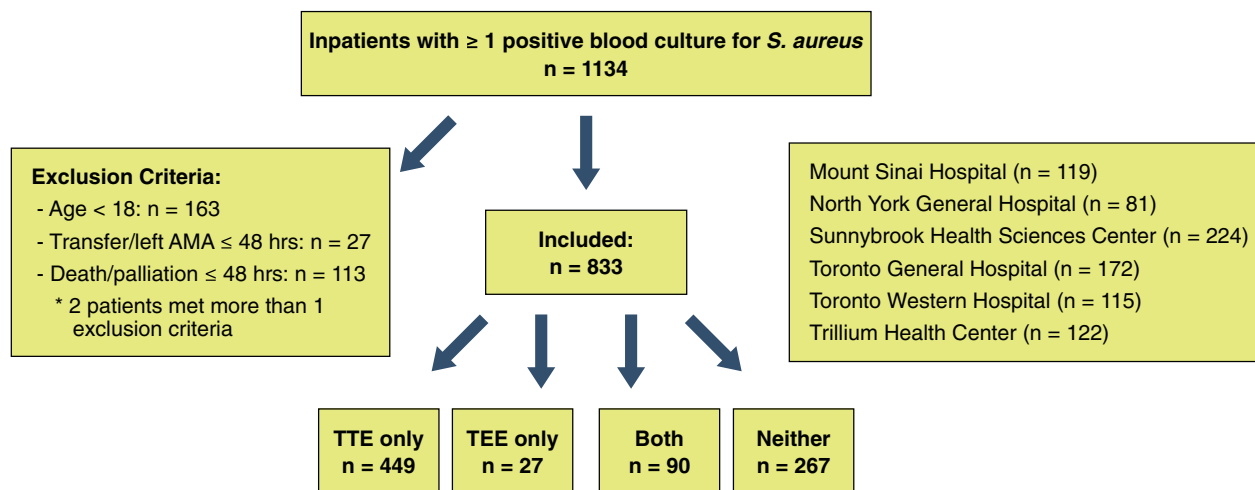 Inpatients with ≥ 1 positive blood culture for S. aureus
n = 1134
Exclusion Criteria:
- Age < 18: n = 163
- Transfer/left AMA ≤ 48 hrs: n = 27
- Death/palliation ≤ 48 hrs: n = 113
* 2 patients met more than 1
exclusion criteria
Included:
n = 833
Mount Sinai Hospital (n = 119)
North York General Hospital (n = 81)
Sunnybrook Health Sciences Center (n = 224)
Toronto General Hospital (n = 172)
Toronto Western Hospital (n = 115)
Trillium Health Center (n = 122)
TTE only
n = 449
TEE only
n = 27
Both
n = 90
Neither
n = 267